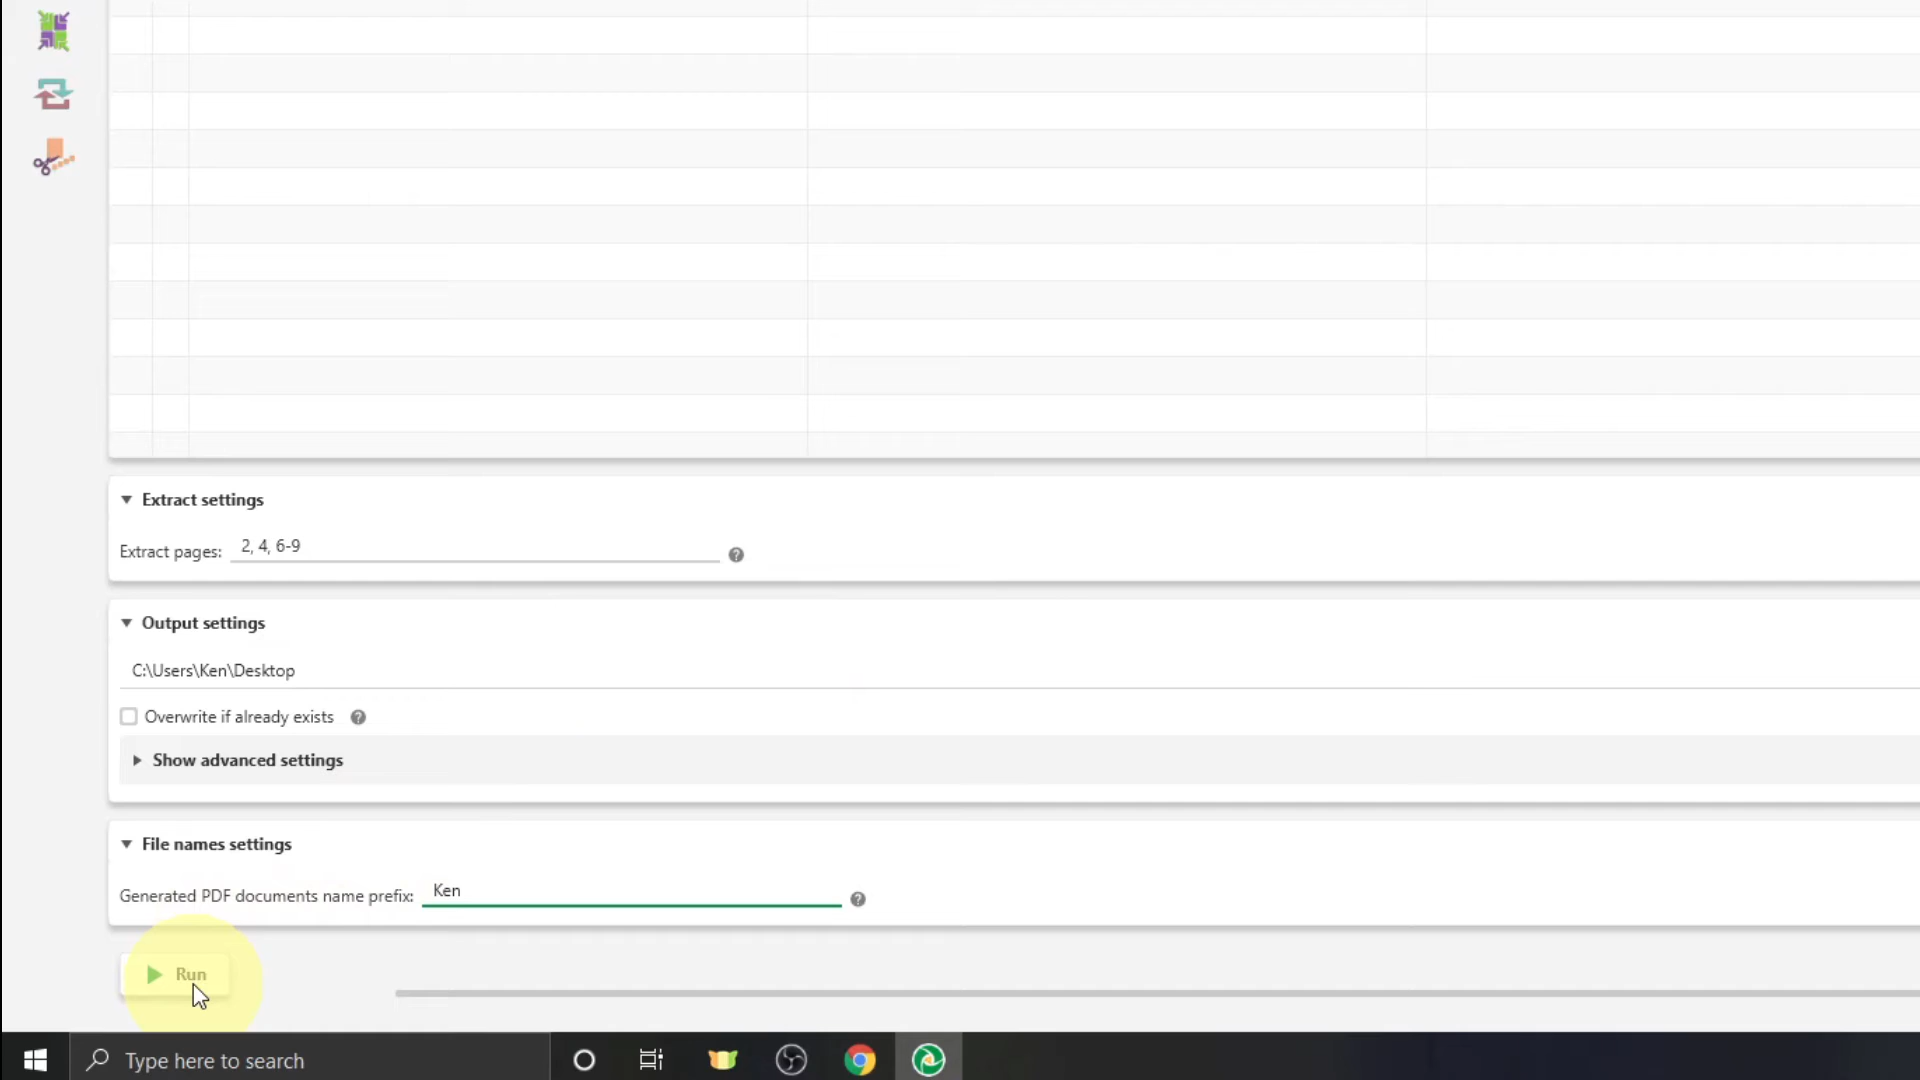 Extract settings
Extract pages: 2, 4, 6-9
Output settings
C:\Users\Ken\Desktop
Overwrite if already exists
Show advanced settings
File names settings
Generated PDF documents name prefix: Ken
Run
Type here to search